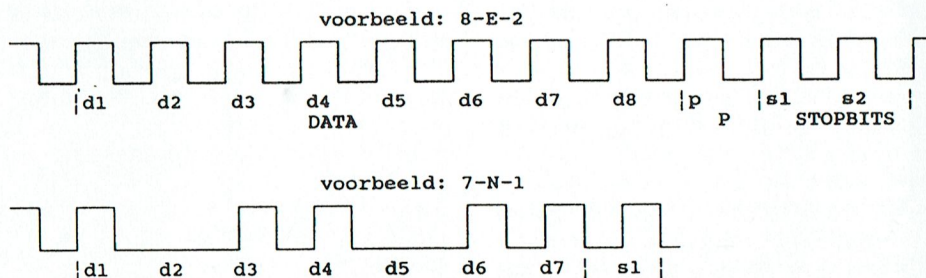 voorbeeld: 8-E-2
|d1 d2 d3 d4 d5 d6 d7 d8 |p |s1 s2 |
DATA P STOPBITS
voorbeeld: 7-N-1
|d1 d2 d3 d4 d5 d6 d7 | s1 |